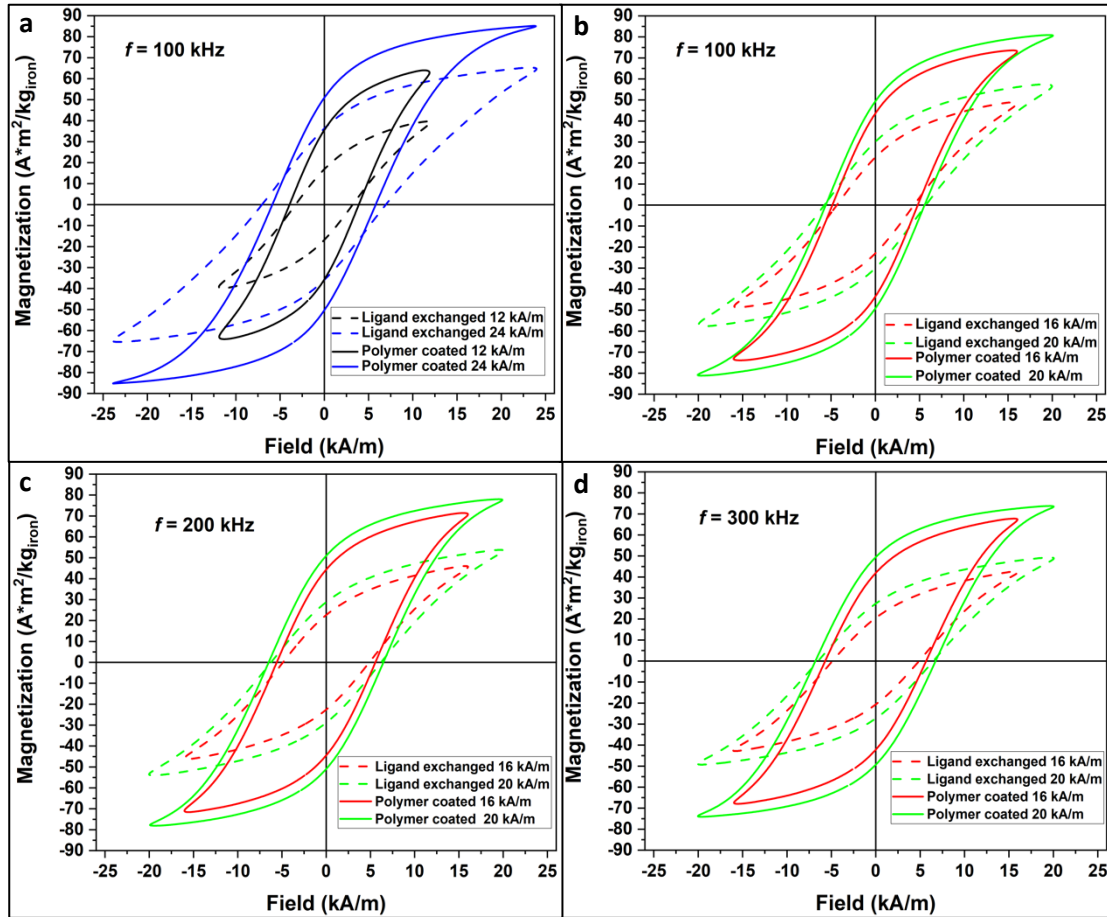 a
f = 100 kHz
Magnetization (A*m²/kg_iron)
90
80
70
60
50
40
30
20
10
0
-10
-20
-30
-40
-50
-60
-70
-80
-90
Ligand exchanged 12 kA/m
Ligand exchanged 24 kA/m
Polymer coated 12 kA/m
Polymer coated 24 kA/m
-25 -20 -15 -10 -5 0 5 10 15 20 25
Field (kA/m)
b
f = 100 kHz
Magnetization (A*m²/kg_iron)
90
80
70
60
50
40
30
20
10
0
-10
-20
-30
-40
-50
-60
-70
-80
-90
Ligand exchanged 16 kA/m
Ligand exchanged 20 kA/m
Polymer coated 16 kA/m
Polymer coated 20 kA/m
-25 -20 -15 -10 -5 0 5 10 15 20 25
Field (kA/m)
c
f = 200 kHz
Magnetization (A*m²/kg_iron)
90
80
70
60
50
40
30
20
10
0
-10
-20
-30
-40
-50
-60
-70
-80
-90
Ligand exchanged 16 kA/m
Ligand exchanged 20 kA/m
Polymer coated 16 kA/m
Polymer coated 20 kA/m
-25 -20 -15 -10 -5 0 5 10 15 20 25
Field (kA/m)
d
f = 300 kHz
Magnetization (A*m²/kg_iron)
90
80
70
60
50
40
30
20
10
0
-10
-20
-30
-40
-50
-60
-70
-80
-90
Ligand exchanged 16 kA/m
Ligand exchanged 20 kA/m
Polymer coated 16 kA/m
Polymer coated 20 kA/m
-25 -20 -15 -10 -5 0 5 10 15 20 25
Field (kA/m)